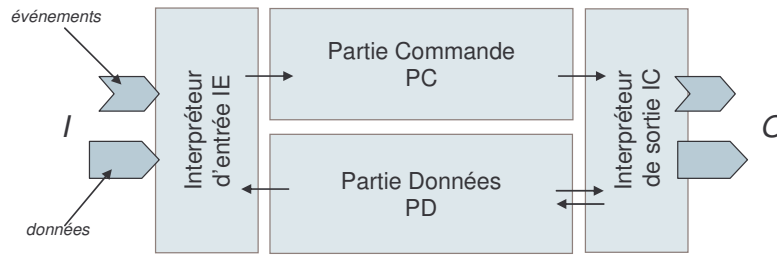 événements
I
données
Interpréteur
d'entrée IE
Partie Commande
PC
Partie Données
PD
Interpréteur
de sortie IC